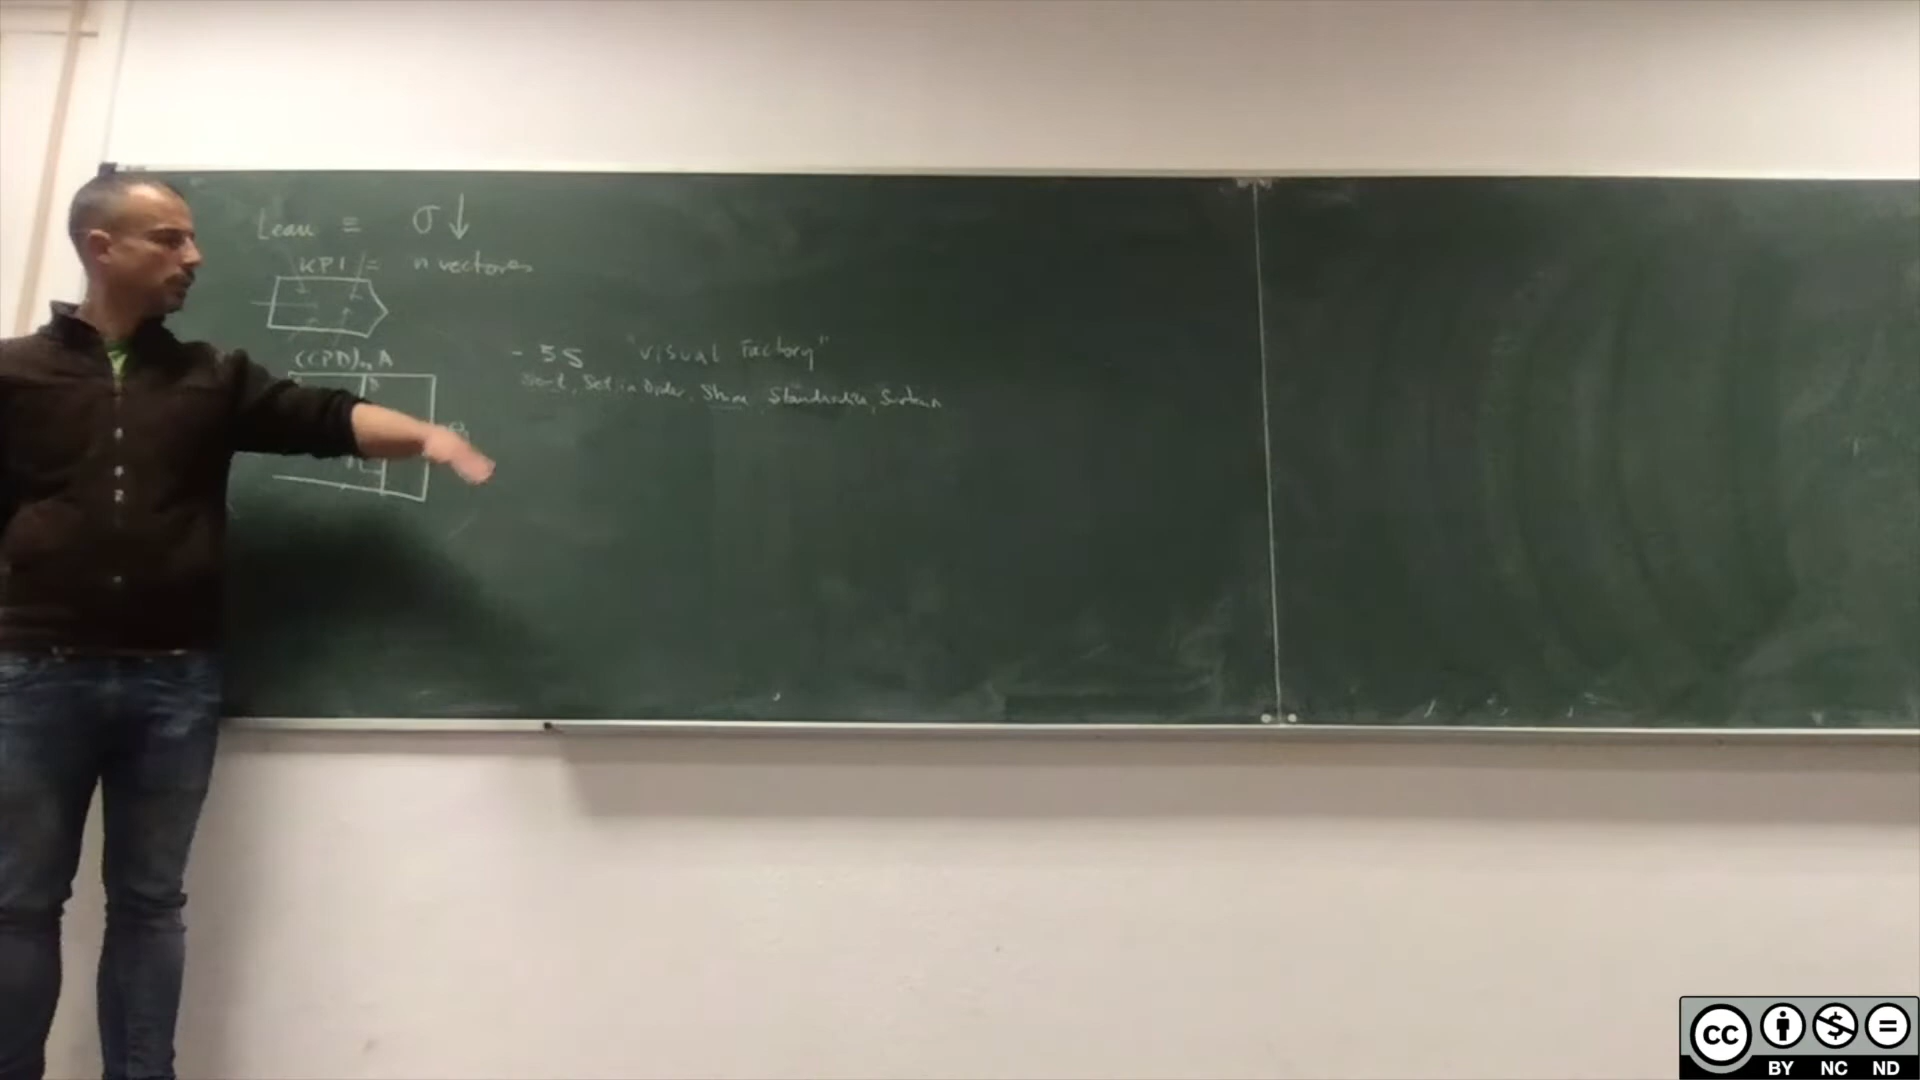 Lean ≡ σ↓
KPI = n vectores
(CPD)ₙ A
- 5S "Visual Factory"
Sort, Set in Order, Shine, Standardize, Sustain
CC
BY NC ND